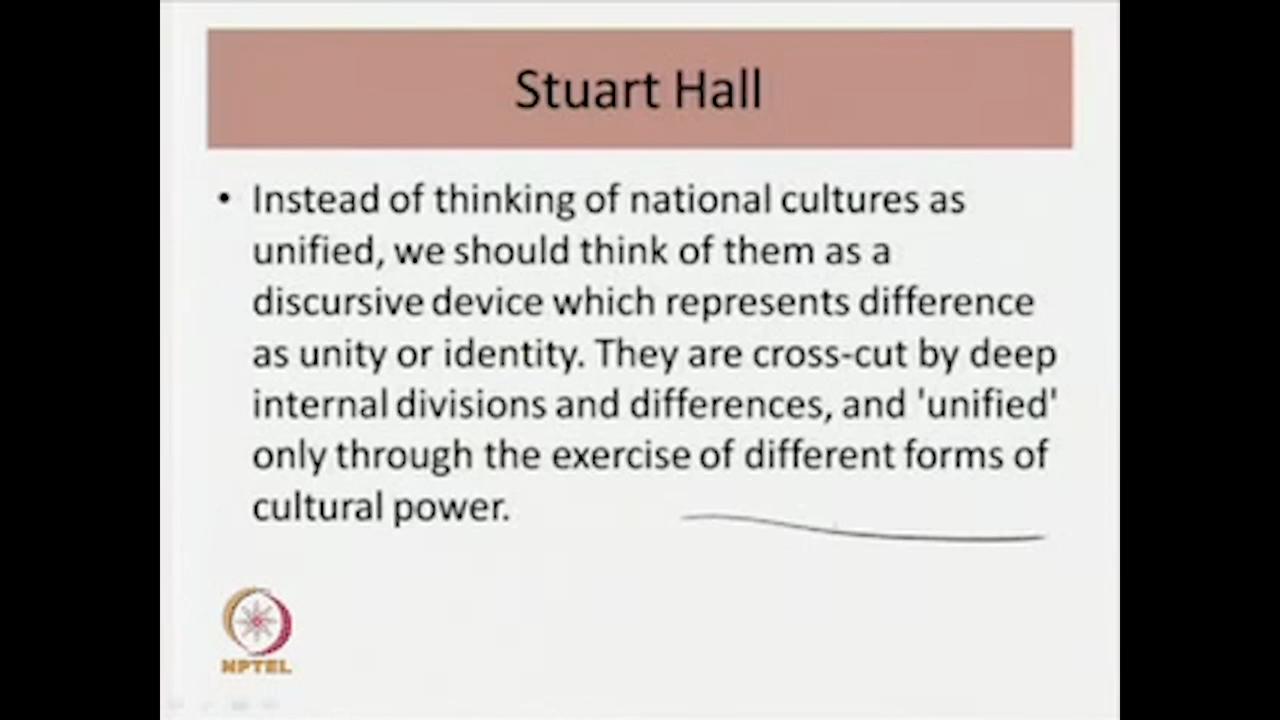 Stuart Hall
• Instead of thinking of national cultures as
unified, we should think of them as a
discursive device which represents difference
as unity or identity. They are cross-cut by deep
internal divisions and differences, and 'unified'
only through the exercise of different forms of
cultural power.
NPTEL